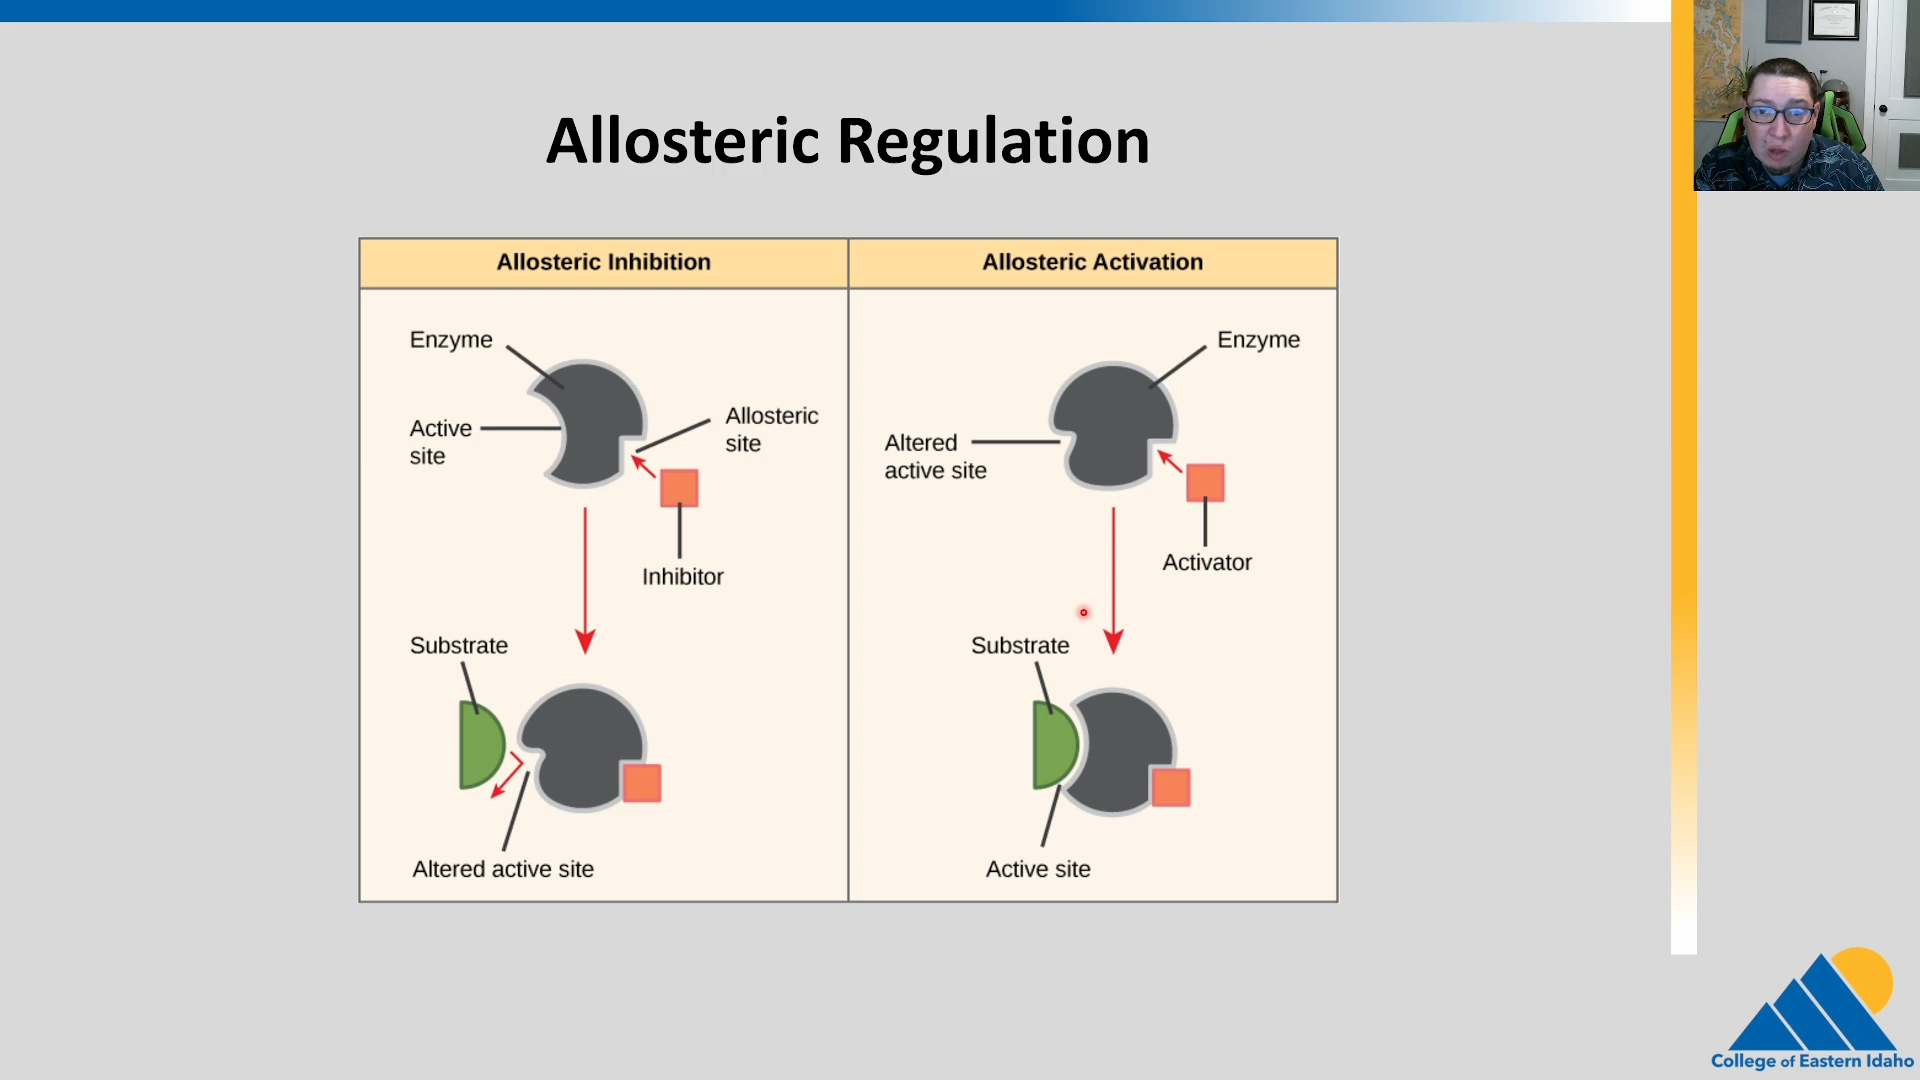 Allosteric Regulation
Allosteric Inhibition
Enzyme
Active
site
Allosteric
site
Inhibitor
Substrate
Altered active site
Allosteric Activation
Enzyme
Altered
active site
Activator
Substrate
Active site
College of Eastern Idaho